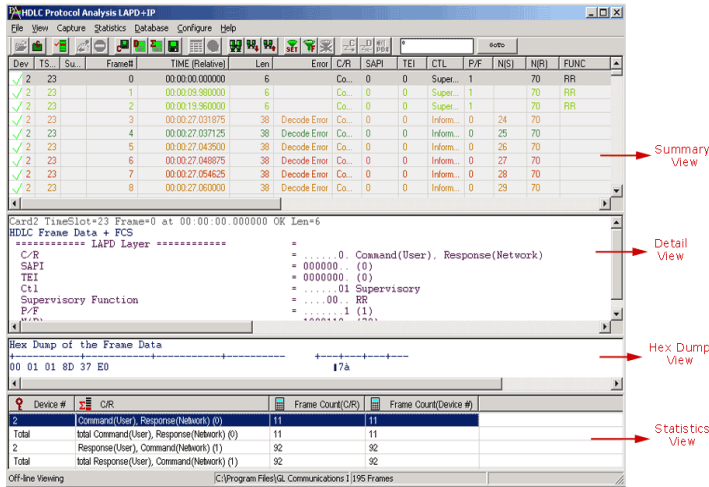 HDLC Protocol Analysis LAPD+IP
File View Capture Statistics Database Configure Help
0 GoTo
Dev TS... Su... Frame# TIME (Relative) Len Error C/R SAPI TEI CTL P/F N(S) N(R) FUNC
2 23 0 00:00:00.000000 6 Co... 0 0 Super... 1 70 RR
2 23 1 00:00:09.980000 6 Co... 0 0 Super... 1 70 RR
2 23 2 00:00:19.960000 6 Co... 0 0 Super... 1 70 RR
2 23 3 00:00:27.031875 38 Decode Error Co... 0 0 Inform... 0 24 70
2 23 4 00:00:27.037125 38 Decode Error Co... 0 0 Inform... 0 25 70
2 23 5 00:00:27.043500 38 Decode Error Co... 0 0 Inform... 0 26 70
2 23 6 00:00:27.048875 38 Decode Error Co... 0 0 Inform... 0 27 70
2 23 7 00:00:27.054625 38 Decode Error Co... 0 0 Inform... 0 28 70
2 23 8 00:00:27.060000 38 Decode Error Co... 0 0 Inform... 0 29 70
Summary
View
Card2 TimeSlot=23 Frame=0 at 00:00:00.000000 OK Len=6
HDLC Frame Data + FCS
============ LAPD Layer ============ =
C/R = ......0. Command(User), Response(Network)
SAPI = 000000.. (0)
TEI = 0000000. (0)
Ctl = ......01 Supervisory
Supervisory Function = ....00.. RR
P/F = .......1 (1)
Detail
View
Hex Dump of the Frame Data
+-----------+-----------+-----------+---------- +---+---+---+---
00 01 01 8D 37 E0 7à
Hex Dump
View
Device # C/R Frame Count(C/R) Frame Count(Device #)
2 Command(User), Response(Network) (0) 11 11
Total total Command(User), Response(Network) (0) 11 11
2 Response(User), Command(Network) (1) 92 92
Total total Response(User), Command(Network) (1) 92 92
Statistics
View
Off-line Viewing C:\Program Files\GL Communications I 195 Frames